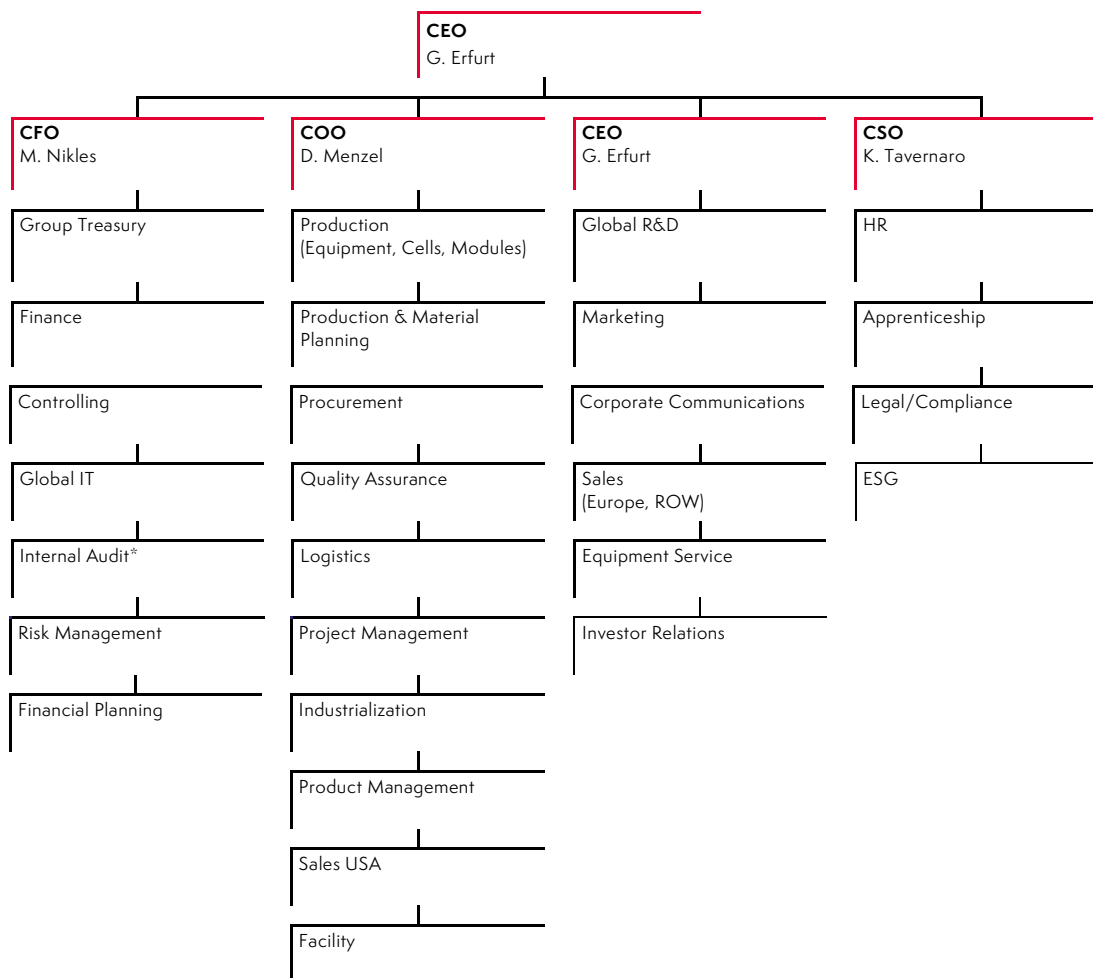 CEO
G. Erfurt
CFO
M. Nikles
COO
D. Menzel
CEO
G. Erfurt
CSO
K. Tavernaro
Group Treasury
Production
(Equipment, Cells, Modules)
Global R&D
HR
Finance
Production & Material
Planning
Marketing
Apprenticeship
Controlling
Procurement
Corporate Communications
Legal/Compliance
Global IT
Quality Assurance
Sales
(Europe, ROW)
ESG
Internal Audit*
Logistics
Equipment Service
Risk Management
Project Management
Investor Relations
Financial Planning
Industrialization
Product Management
Sales USA
Facility